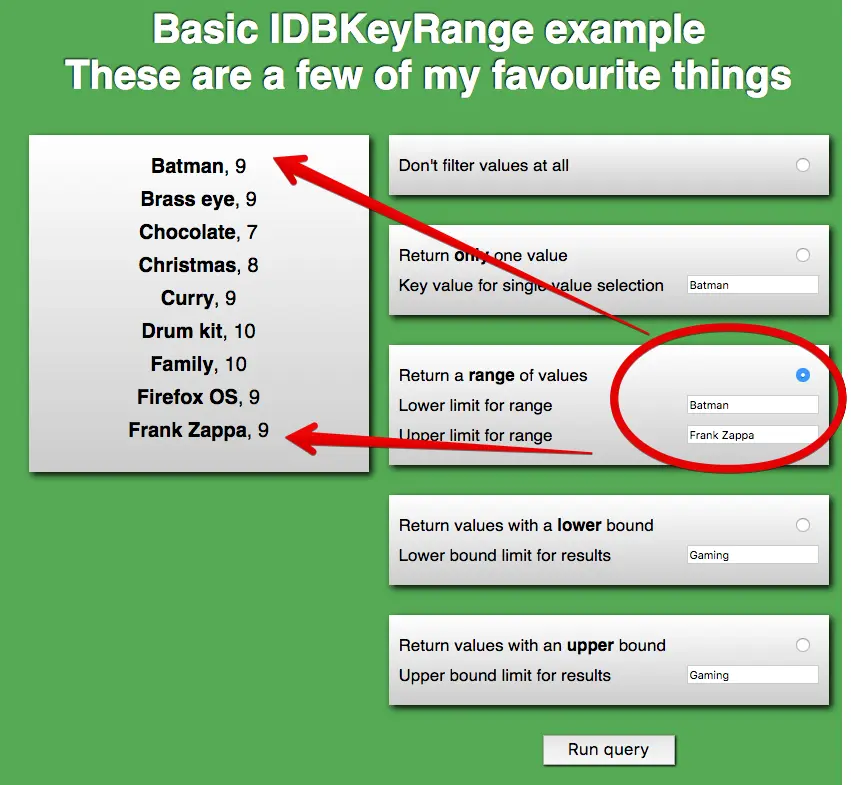 Basic IDBKeyRange example
These are a few of my favourite things
Batman, 9
Brass eye, 9
Chocolate, 7
Christmas, 8
Curry, 9
Drum kit, 10
Family, 10
Firefox OS, 9
Frank Zappa, 9
Don't filter values at all
Return only one value
Key value for single value selection Batman
Return a range of values
Lower limit for range Batman
Upper limit for range Frank Zappa
Return values with a lower bound
Lower bound limit for results Gaming
Return values with an upper bound
Upper bound limit for results Gaming
Run query